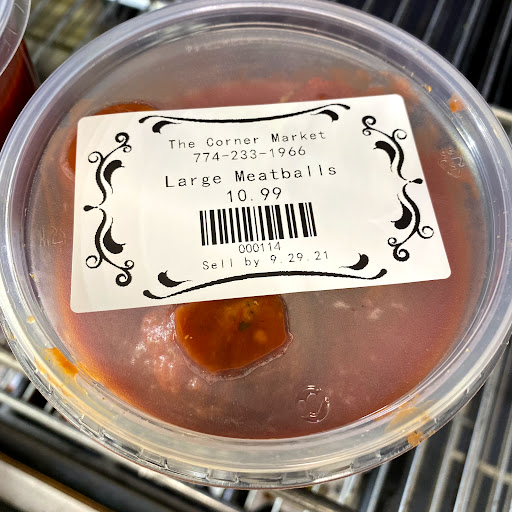 The Corner Market
774-233-1966
Large Meatballs
10.99
000114
Sell by 9.29.21